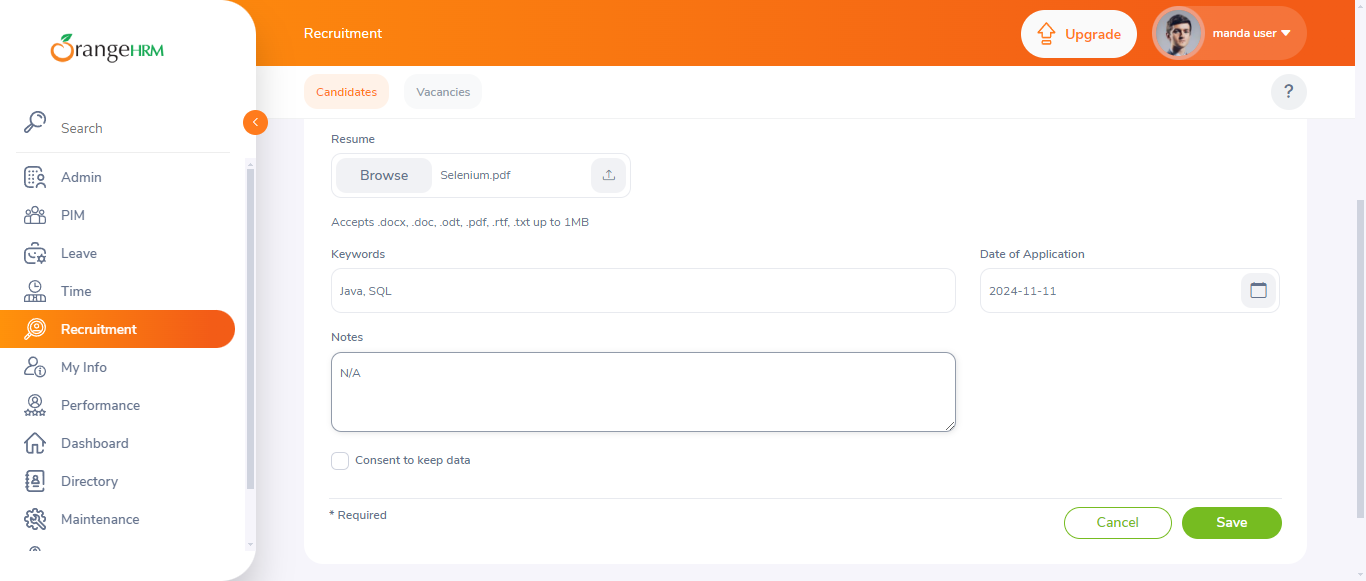 OrangeHRM
Recruitment
Upgrade
manda user
Candidates
Vacancies
?
Search
Admin
PIM
Leave
Time
Recruitment
My Info
Performance
Dashboard
Directory
Maintenance
Resume
Browse
Selenium.pdf
Accepts .docx, .doc, .odt, .pdf, .rtf, .txt up to 1MB
Keywords
Date of Application
Java, SQL
2024-11-11
Notes
N/A
Consent to keep data
* Required
Cancel
Save